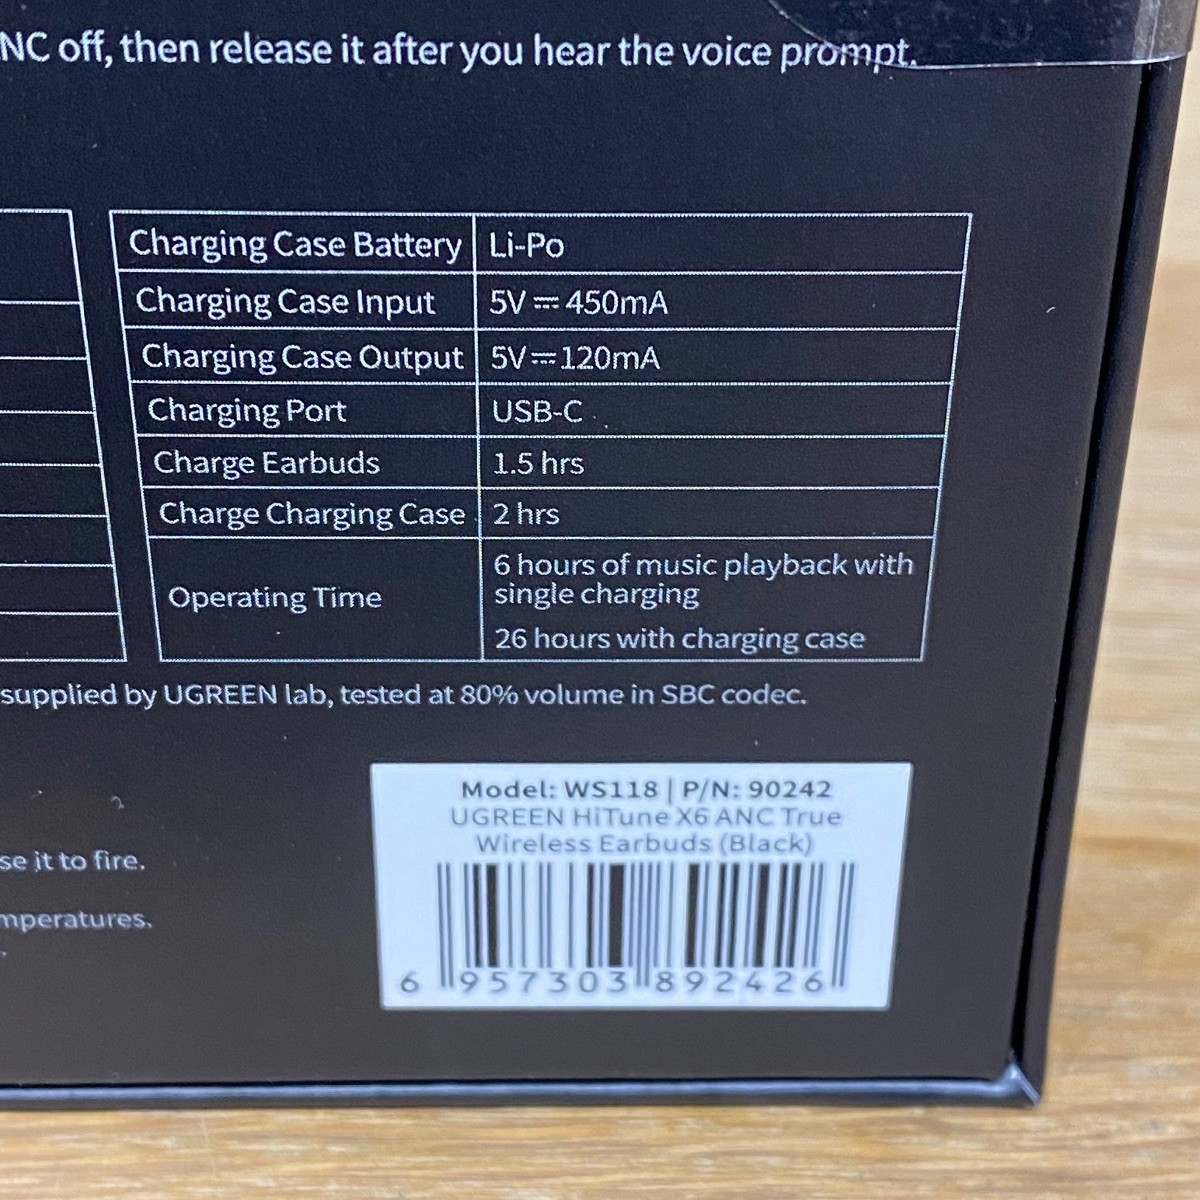 NC off, then release it after you hear the voice prompt.
Charging Case Battery Li-Po
Charging Case Input 5V⎓450mA
Charging Case Output 5V⎓120mA
Charging Port USB-C
Charge Earbuds 1.5 hrs
Charge Charging Case 2 hrs
Operating Time
6 hours of music playback with
single charging
26 hours with charging case
supplied by UGREEN lab, tested at 80% volume in SBC codec.
se it to fire.
mperatures.
Model: WS118 | P/N: 90242
UGREEN HiTune X6 ANC True
Wireless Earbuds (Black)
6 957303 892426